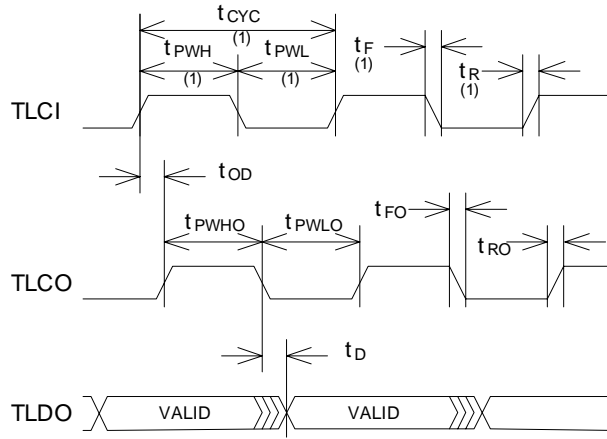 tCYC
(1)
tPWH
(1)
tPWL
(1)
tF
(1)
tR
(1)
TLCI
tOD
tPWHO
tPWLO
tFO
tRO
TLCO
tD
TLDO
VALID
VALID